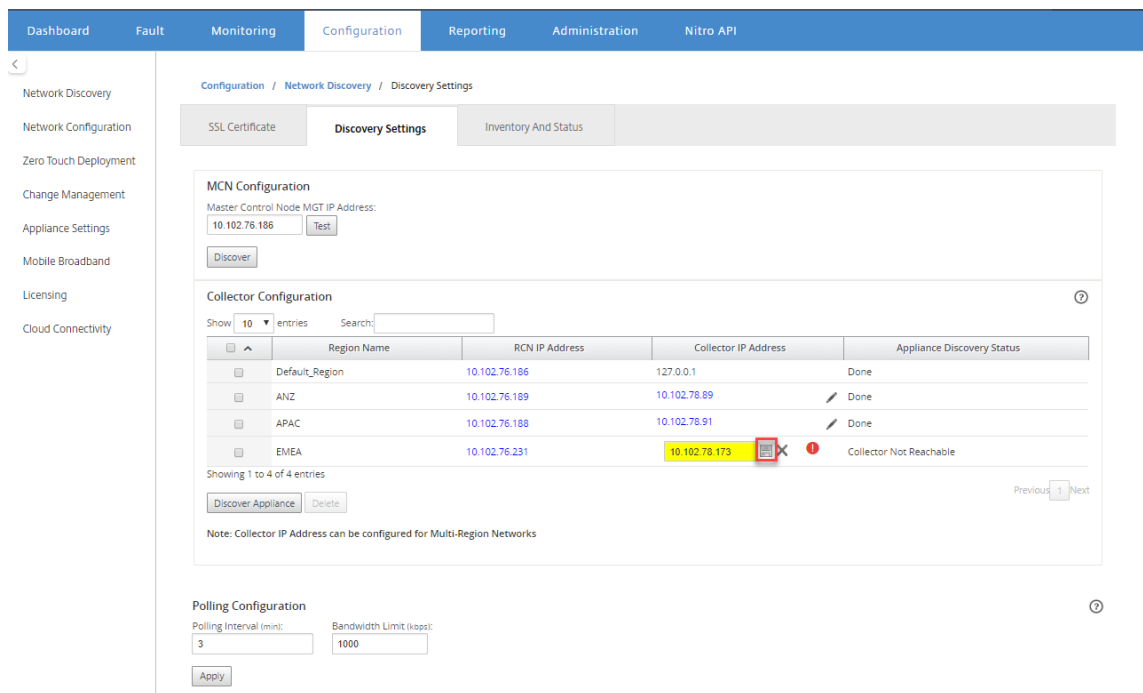 Dashboard Fault Monitoring Configuration Reporting Administration Nitro API
Network Discovery
Network Configuration
Zero Touch Deployment
Change Management
Appliance Settings
Mobile Broadband
Licensing
Cloud Connectivity
Configuration / Network Discovery / Discovery Settings
SSL Certificate Discovery Settings Inventory And Status
MCN Configuration
Master Control Node MGT IP Address:
10.102.76.186 Test
Discover
Collector Configuration ?
Show 10 entries Search:
Region Name RCN IP Address Collector IP Address Appliance Discovery Status
Default_Region 10.102.76.186 127.0.0.1 Done
ANZ 10.102.76.189 10.102.78.89 Done
APAC 10.102.76.188 10.102.78.91 Done
EMEA 10.102.76.231 10.102.78.173 ! Collector Not Reachable
Showing 1 to 4 of 4 entries
Previous 1 Next
Discover Appliance Delete
Note: Collector IP Address can be configured for Multi-Region Networks
Polling Configuration ?
Polling Interval (min): Bandwidth Limit (kbps):
3 1000
Apply